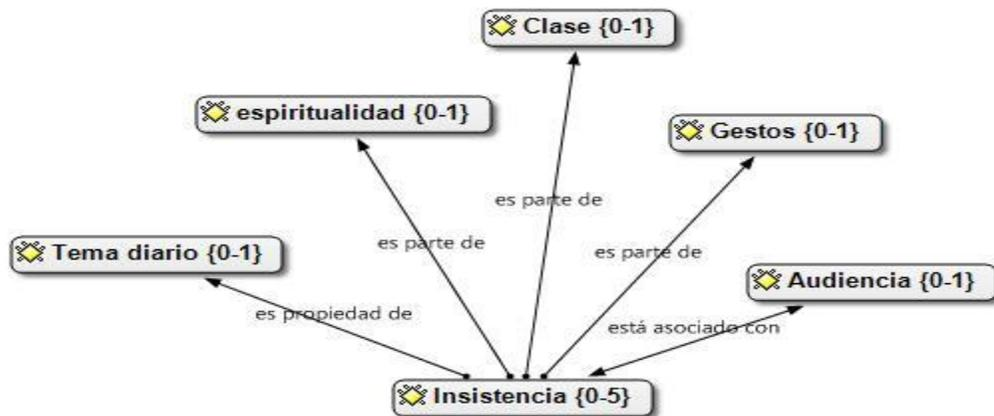 Clase {0-1}
espiritualidad {0-1}
Gestos {0-1}
es parte de
es parte de
es parte de
Tema diario {0-1}
Audiencia {0-1}
es propiedad de
está asociado con
Insistencia {0-5}